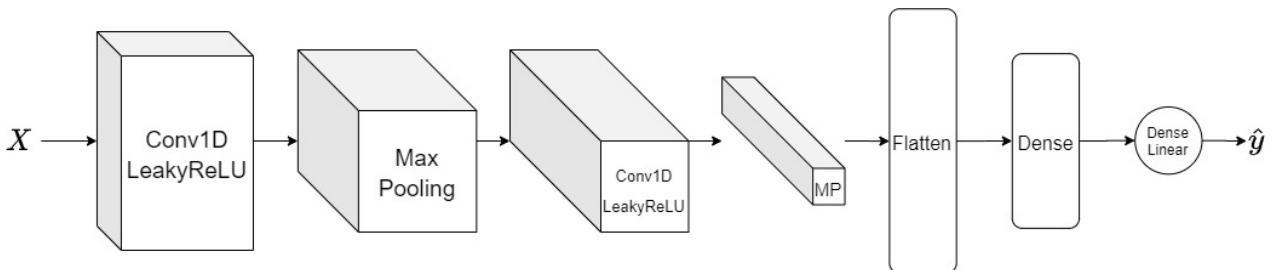 X
Conv1D
LeakyReLU
Max
Pooling
Conv1D
LeakyReLU
MP
Flatten
Dense
Dense
Linear
ŷ